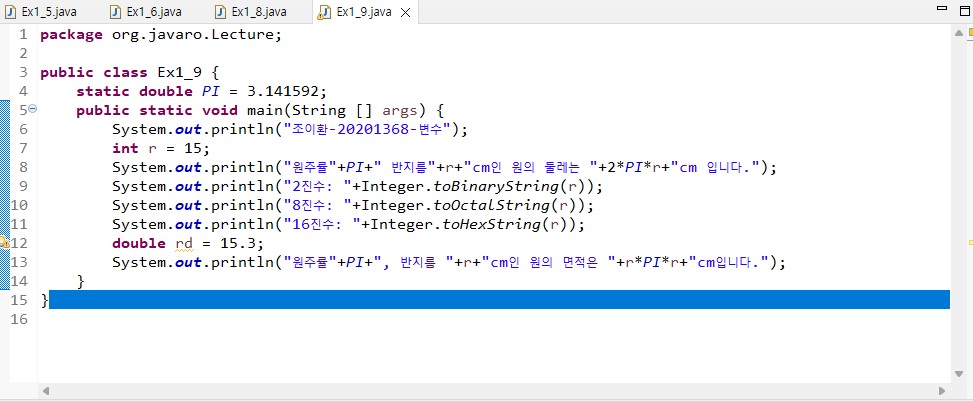 Ex1_5.java Ex1_6.java Ex1_8.java Ex1_9.java
1 package org.javaro.Lecture;
2
3 public class Ex1_9 {
4 static double PI = 3.141592;
5 public static void main(String [] args) {
6 System.out.println("조이환-20201368-변수");
7 int r = 15;
8 System.out.println("원주률"+PI+" 반지름"+r+"cm인 원의 둘레는 "+2*PI*r+"cm 입니다.");
9 System.out.println("2진수: "+Integer.toBinaryString(r));
10 System.out.println("8진수: "+Integer.toOctalString(r));
11 System.out.println("16진수: "+Integer.toHexString(r));
12 double rd = 15.3;
13 System.out.println("원주률"+PI+", 반지름 "+r+"cm인 원의 면적은 "+r*PI*r+"cm입니다.");
14 }
15 }
16